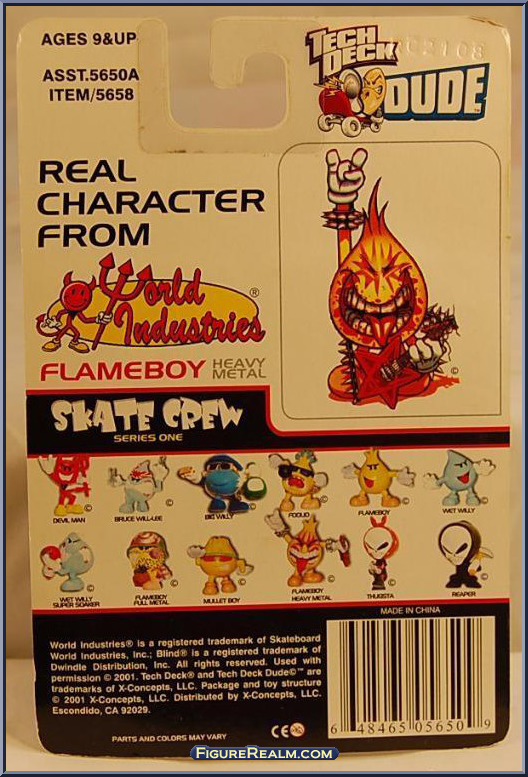 AGES 9&UP
ASST.5650A
ITEM/5658
TECH DECK DUDE
REAL
CHARACTER
FROM
World Industries®
FLAMEBOY HEAVY METAL
©
SKATE CREW
SERIES ONE
DEVIL MAN © BRUCE WILL-LEE © BIG WILLY © FOGLIO © FLAMEBOY © WET WILLY ©
WET WILLY SUPER SOAKER © FLAMEBOY FULL METAL © MULLET BOY © FLAMEBOY HEAVY METAL © THUGSTA © REAPER ©
MADE IN CHINA
World Industries® is a registered trademark of Skateboard
World Industries, Inc.; Blind® is a registered trademark of
Dwindle Distribution, Inc. All rights reserved. Used with
permission © 2001. Tech Deck® and Tech Deck Dude©™ are
trademarks of X-Concepts, LLC. Package and toy structure
© 2001 X-Concepts, LLC. Distributed by X-Concepts, LLC.
Escondido, CA 92029.
PARTS AND COLORS MAY VARY
CE
6 48465 05650 9
FIGUREREALM.COM